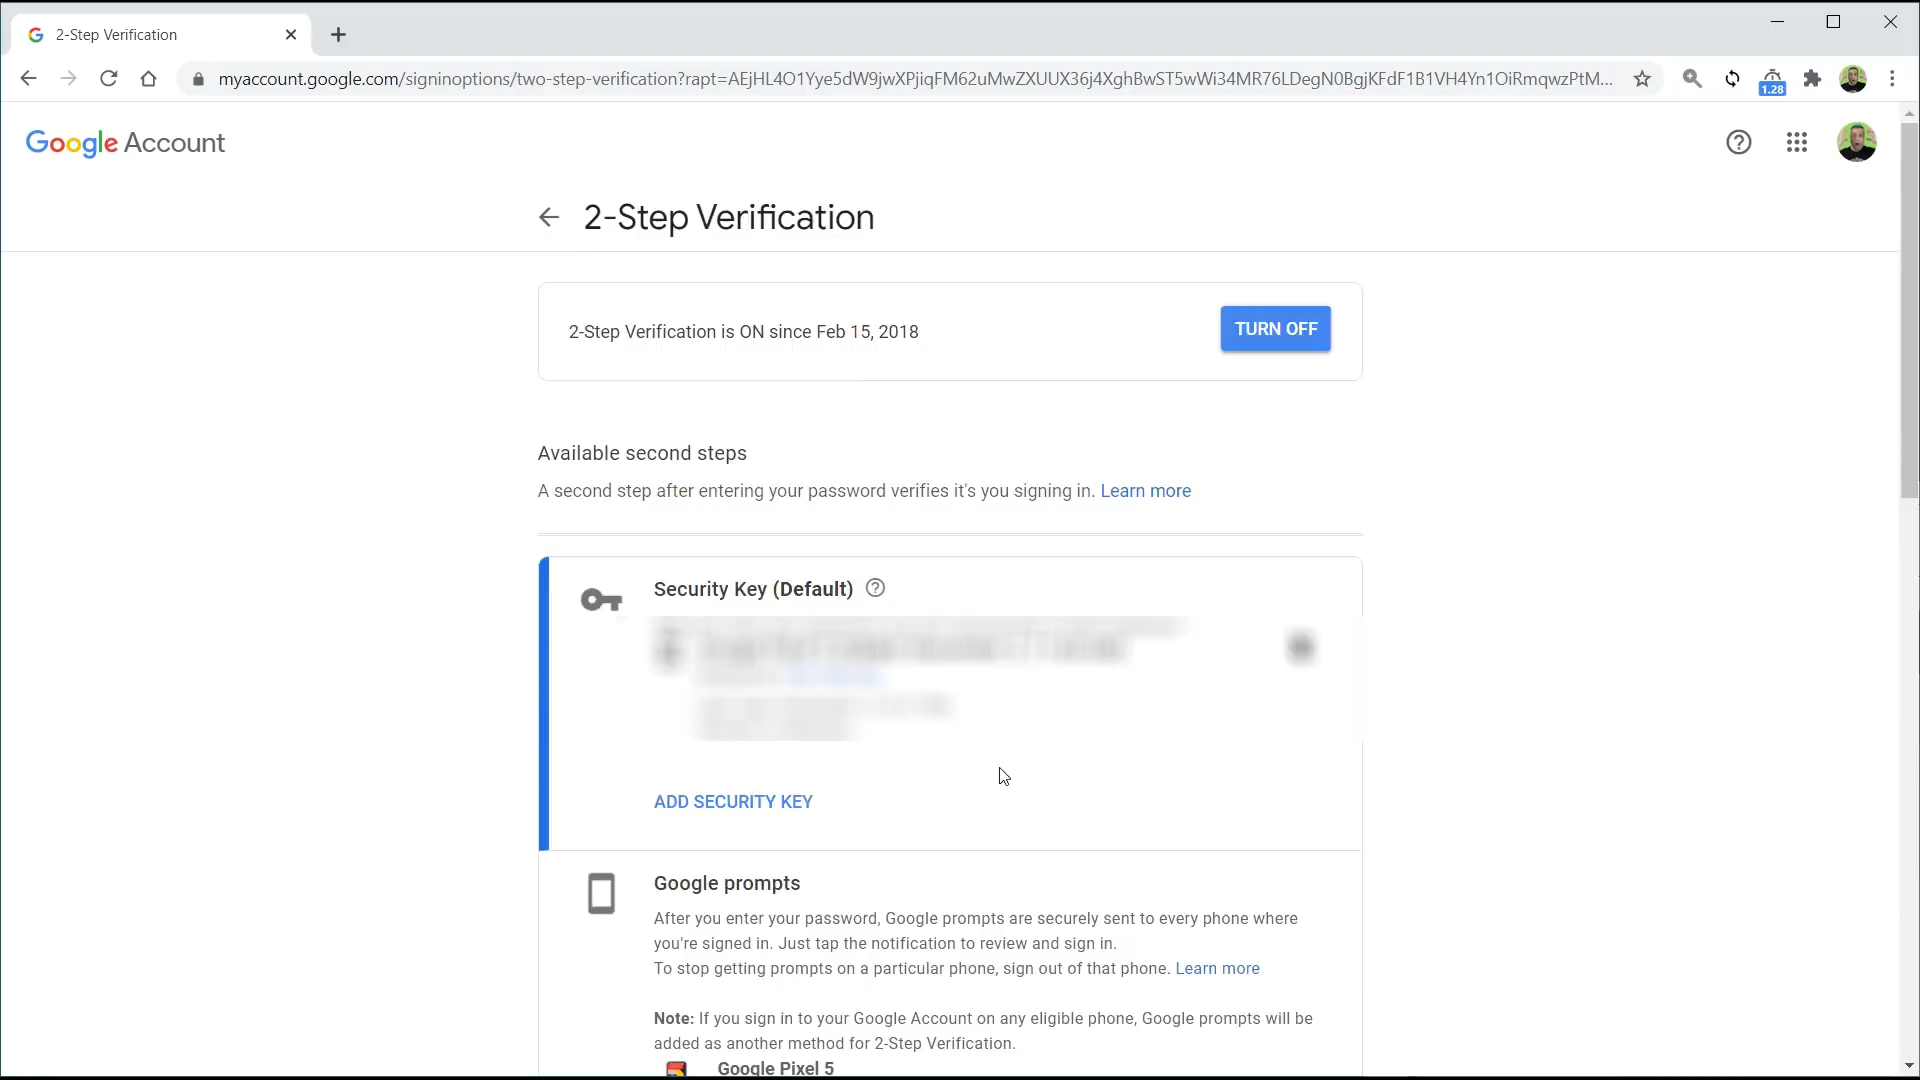 2-Step Verification
myaccount.google.com/signinoptions/two-step-verification?rapt=AEjHL4O1Yye5dW9jwXPjiqFM62uMwZXUUX36j4XghBwST5wWi34MR76LDegN0BgjKFdF1B1VH4Yn1OiRmqwzPtM...
1.28
Google Account
2-Step Verification
2-Step Verification is ON since Feb 15, 2018
TURN OFF
Available second steps
A second step after entering your password verifies it's you signing in. Learn more
Security Key (Default)
ADD SECURITY KEY
Google prompts
After you enter your password, Google prompts are securely sent to every phone where
you're signed in. Just tap the notification to review and sign in.
To stop getting prompts on a particular phone, sign out of that phone. Learn more
Note: If you sign in to your Google Account on any eligible phone, Google prompts will be
added as another method for 2-Step Verification.
Google Pixel 5